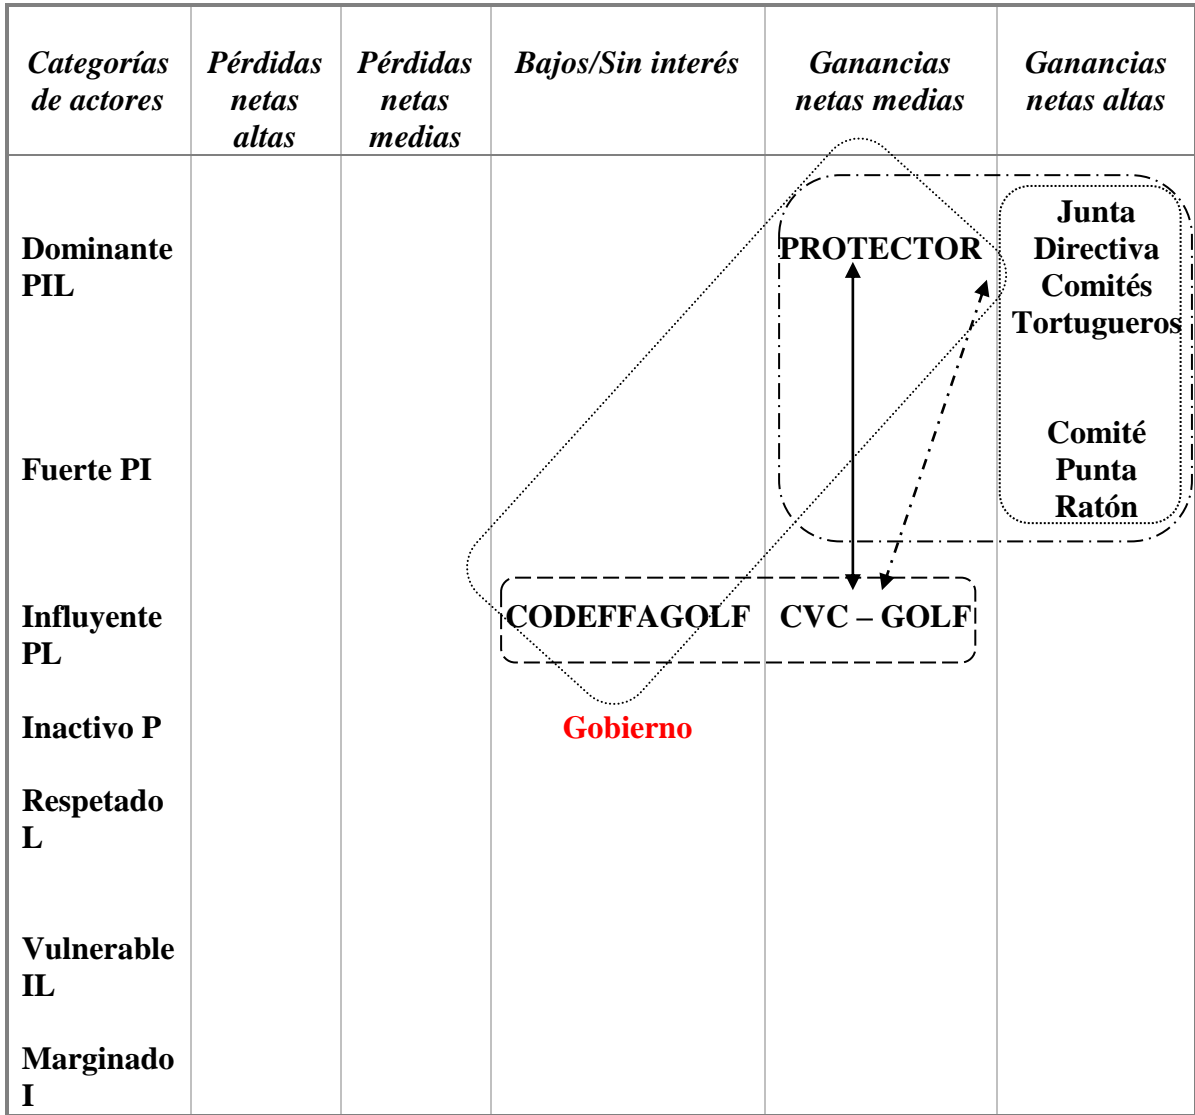 Categorías
de actores
Pérdidas
netas
altas
Pérdidas
netas
medias
Bajos/Sin interés
Ganancias
netas medias
Ganancias
netas altas
Dominante
PIL
PROTECTOR
Junta
Directiva
Comités
Tortugueros
Fuerte PI
Comité
Punta
Ratón
Influyente
PL
CODEFFAGOLF
CVC – GOLF
Inactivo P
Gobierno
Respetado
L
Vulnerable
IL
Marginado
I